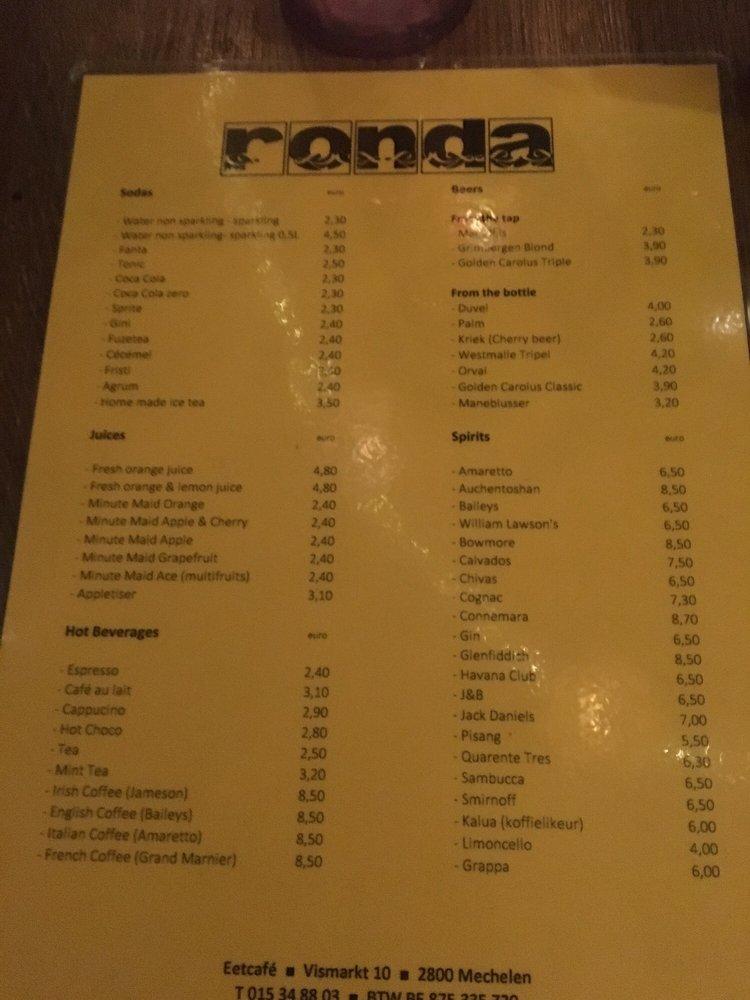 ronda
Sodas euro
- Water non sparkling - sparkling 2,30
- Water non sparkling- sparkling 0,5L 4,50
- Fanta 2,30
- Tonic 2,50
- Coca Cola 2,30
- Coca Cola zero 2,30
- Sprite 2,30
- Gini 2,40
- Fuzetea 2,40
- Cécémel 2,40
- Fristi
- Agrum 2,40
- Home made ice tea 3,50
Juices euro
- Fresh orange juice 4,80
- Fresh orange & lemon juice 4,80
- Minute Maid Orange 2,40
- Minute Maid Apple & Cherry 2,40
- Minute Maid Apple 2,40
- Minute Maid Grapefruit 2,40
- Minute Maid Ace (multifruits) 2,40
- Appletiser 3,10
Hot Beverages euro
- Espresso 2,40
- Café au lait 3,10
- Cappucino 2,90
- Hot Choco 2,80
- Tea 2,50
- Mint Tea 3,20
- Irish Coffee (Jameson) 8,50
- English Coffee (Baileys) 8,50
- Italian Coffee (Amaretto) 8,50
- French Coffee (Grand Marnier) 8,50
Beers euro
From the tap
- 2,30
- Grimbergen Blond 3,90
- Golden Carolus Triple 3,90
From the bottle
- Duvel 4,00
- Palm 2,60
- Kriek (Cherry beer) 2,60
- Westmalle Tripel 4,20
- Orval 4,20
- Golden Carolus Classic 3,90
- Maneblusser 3,20
Spirits euro
- Amaretto 6,50
- Auchentoshan 8,50
- Baileys 6,50
- William Lawson's 6,50
- Bowmore 8,50
- Calvados 7,50
- Chivas 6,50
- Cognac 7,30
- Connemara 8,70
- Gin 6,50
- Glenfiddich 8,50
- Havana Club 6,50
- J&B 6,50
- Jack Daniels 7,00
- Pisang 5,50
- Quarente Tres 6,30
- Sambucca 6,50
- Smirnoff 6,50
- Kalua (koffielikeur) 6,00
- Limoncello 4,00
- Grappa 6,00
Eetcafé ■ Vismarkt 10 ■ 2800 Mechelen
T 015 34 88 03 ■ BTW BE 875 335 720